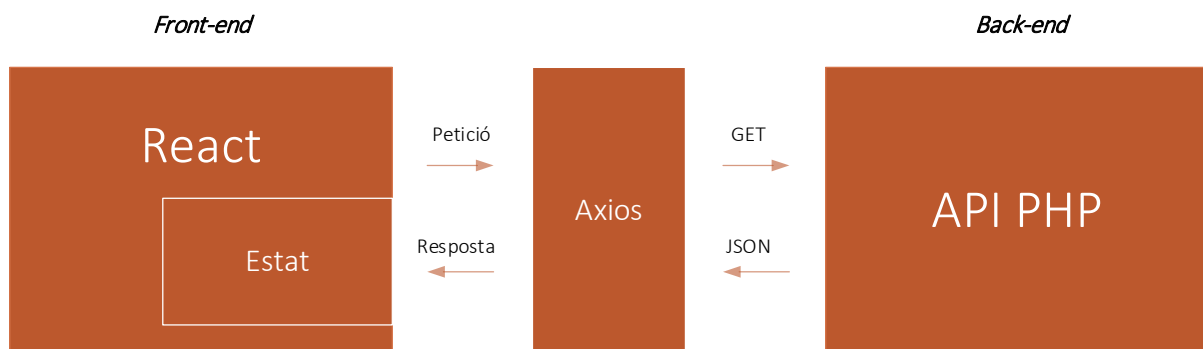 Front-end
Back-end
React
Estat
Petició
Resposta
Axios
GET
JSON
API PHP